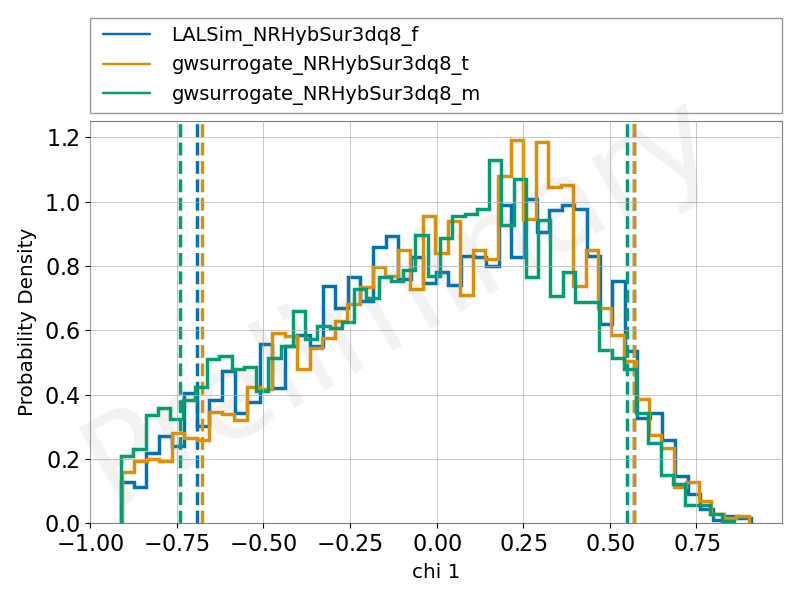 LALSim_NRHybSur3dq8_f
gwsurrogate_NRHybSur3dq8_t
gwsurrogate_NRHybSur3dq8_m
Preliminary
Probability Density
1.2
1.0
0.8
0.6
0.4
0.2
0.0
−1.00 −0.75 −0.50 −0.25 0.00 0.25 0.50 0.75
chi 1